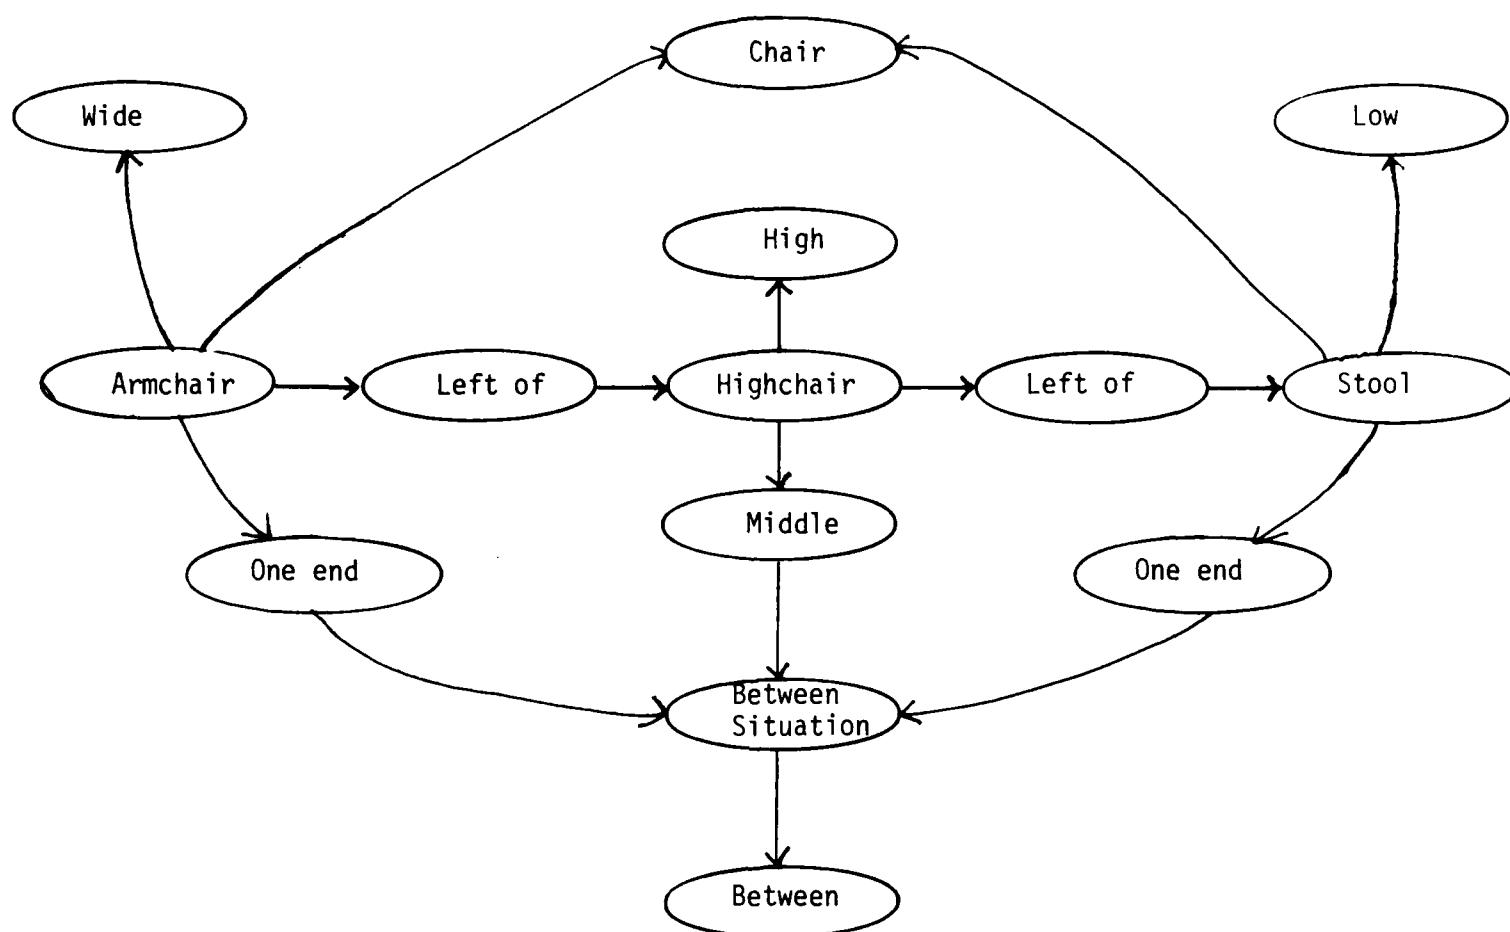 Chair
Wide
Low
High
Armchair
Left of
Highchair
Left of
Stool
Middle
One end
One end
Between
Situation
Between